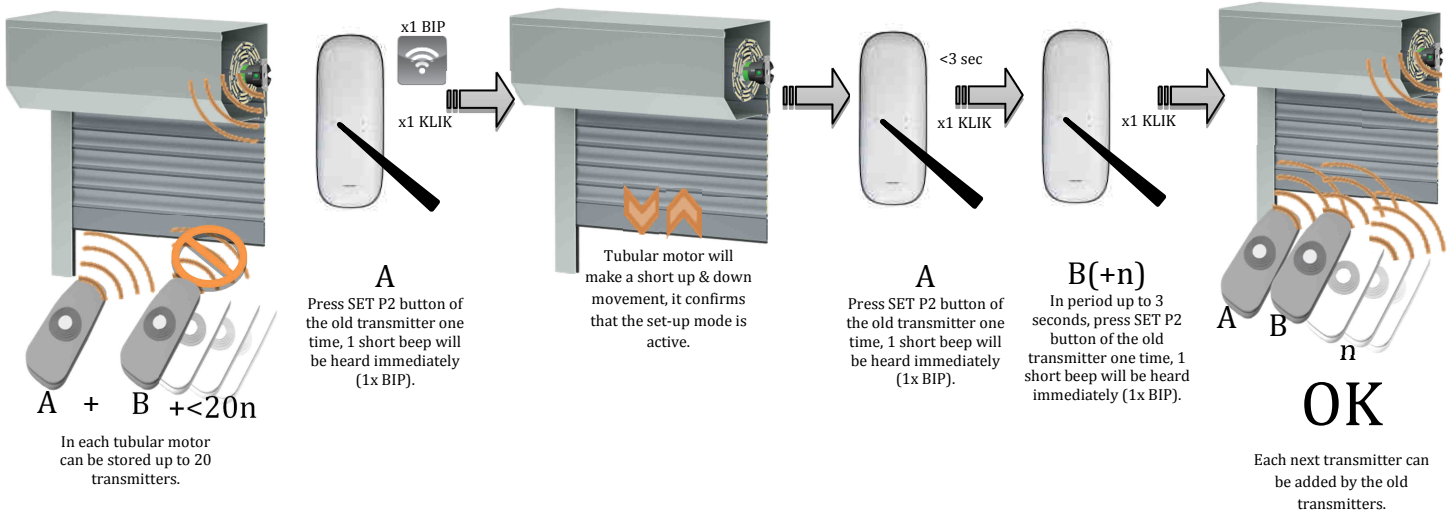 A + B +<20n
In each tubular motor
can be stored up to 20
transmitters.
x1 BIP
x1 KLIK
A
Press SET P2 button of
the old transmitter one
time, 1 short beep will
be heard immediately
(1x BIP).
Tubular motor will
make a short up & down
movement, it confirms
that the set-up mode is
active.
A
Press SET P2 button of
the old transmitter one
time, 1 short beep will
be heard immediately
(1x BIP).
<3 sec
x1 KLIK
B(+n)
In period up to 3
seconds, press SET P2
button of the old
transmitter one time, 1
short beep will be heard
immediately (1x BIP).
x1 KLIK
A
B
n
OK
Each next transmitter can
be added by the old
transmitters.